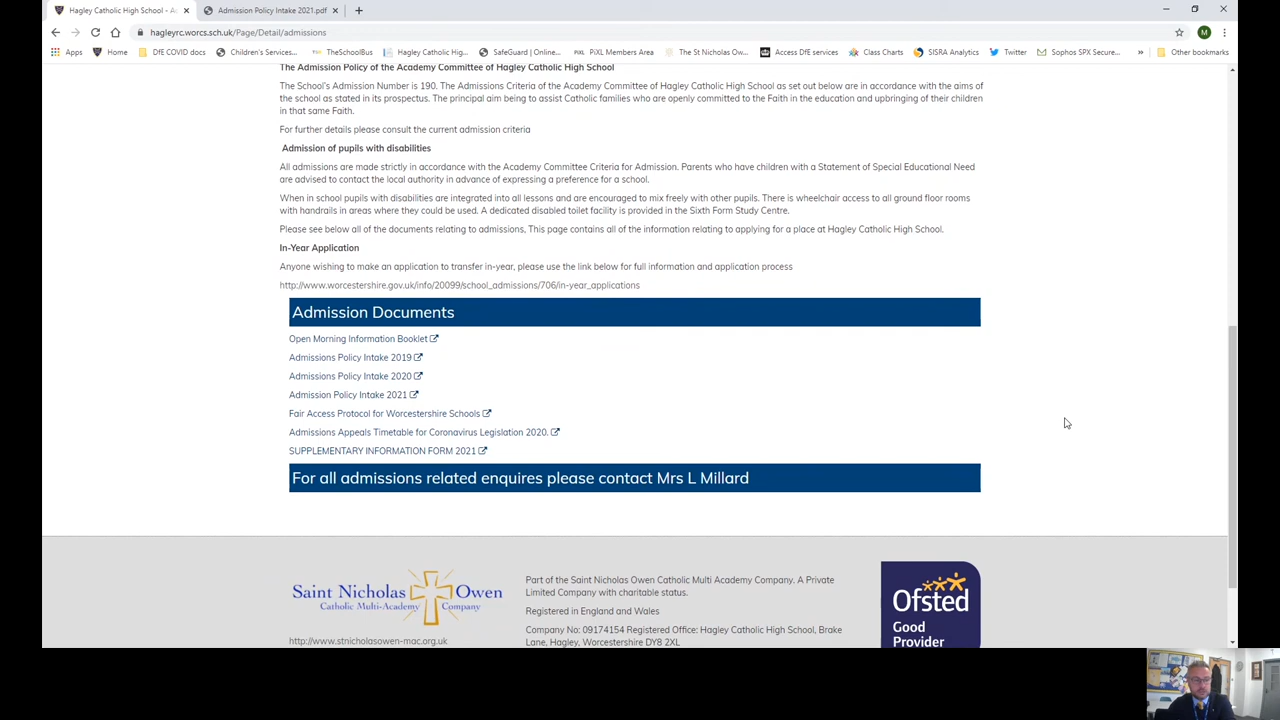 Hagley Catholic High School - Ac
Admission Policy Intake 2021.pdf
hagleyrc.worcs.sch.uk/Page/Detail/admissions
M
Apps
Home
DfE COVID docs
Children's Services...
TheSchoolBus
Hagley Catholic Hig...
SafeGuard | Online...
PiXL Members Area
The St Nicholas Ow...
Access DfE services
Class Charts
SISRA Analytics
Twitter
Sophos SPX Secure...
»
Other bookmarks
The Admission Policy of the Academy Committee of Hagley Catholic High School
The School's Admission Number is 190. The Admissions Criteria of the Academy Committee of Hagley Catholic High School as set out below are in accordance with the aims of
the school as stated in its prospectus. The principal aim being to assist Catholic families who are openly committed to the Faith in the education and upbringing of their children
in that same Faith.
For further details please consult the current admission criteria
Admission of pupils with disabilities
All admissions are made strictly in accordance with the Academy Committee Criteria for Admission. Parents who have children with a Statement of Special Educational Need
are advised to contact the local authority in advance of expressing a preference for a school.
When in school pupils with disabilities are integrated into all lessons and are encouraged to mix freely with other pupils. There is wheelchair access to all ground floor rooms
with handrails in areas where they could be used. A dedicated disabled toilet facility is provided in the Sixth Form Study Centre.
Please see below all of the documents relating to admissions, This page contains all of the information relating to applying for a place at Hagley Catholic High School.
In-Year Application
Anyone wishing to make an application to transfer in-year, please use the link below for full information and application process
http://www.worcestershire.gov.uk/info/20099/school_admissions/706/in-year_applications
Admission Documents
Open Morning Information Booklet
Admissions Policy Intake 2019
Admissions Policy Intake 2020
Admission Policy Intake 2021
Fair Access Protocol for Worcestershire Schools
Admissions Appeals Timetable for Coronavirus Legislation 2020.
SUPPLEMENTARY INFORMATION FORM 2021
For all admissions related enquires please contact Mrs L Millard
Saint Nicholas Owen
Catholic Multi-Academy Company
http://www.stnicholasowen-mac.org.uk
Part of the Saint Nicholas Owen Catholic Multi Academy Company. A Private
Limited Company with charitable status.
Registered in England and Wales
Company No: 09174154 Registered Office: Hagley Catholic High School, Brake
Lane, Hagley, Worcestershire DY8 2XL
Ofsted
Good
Provider